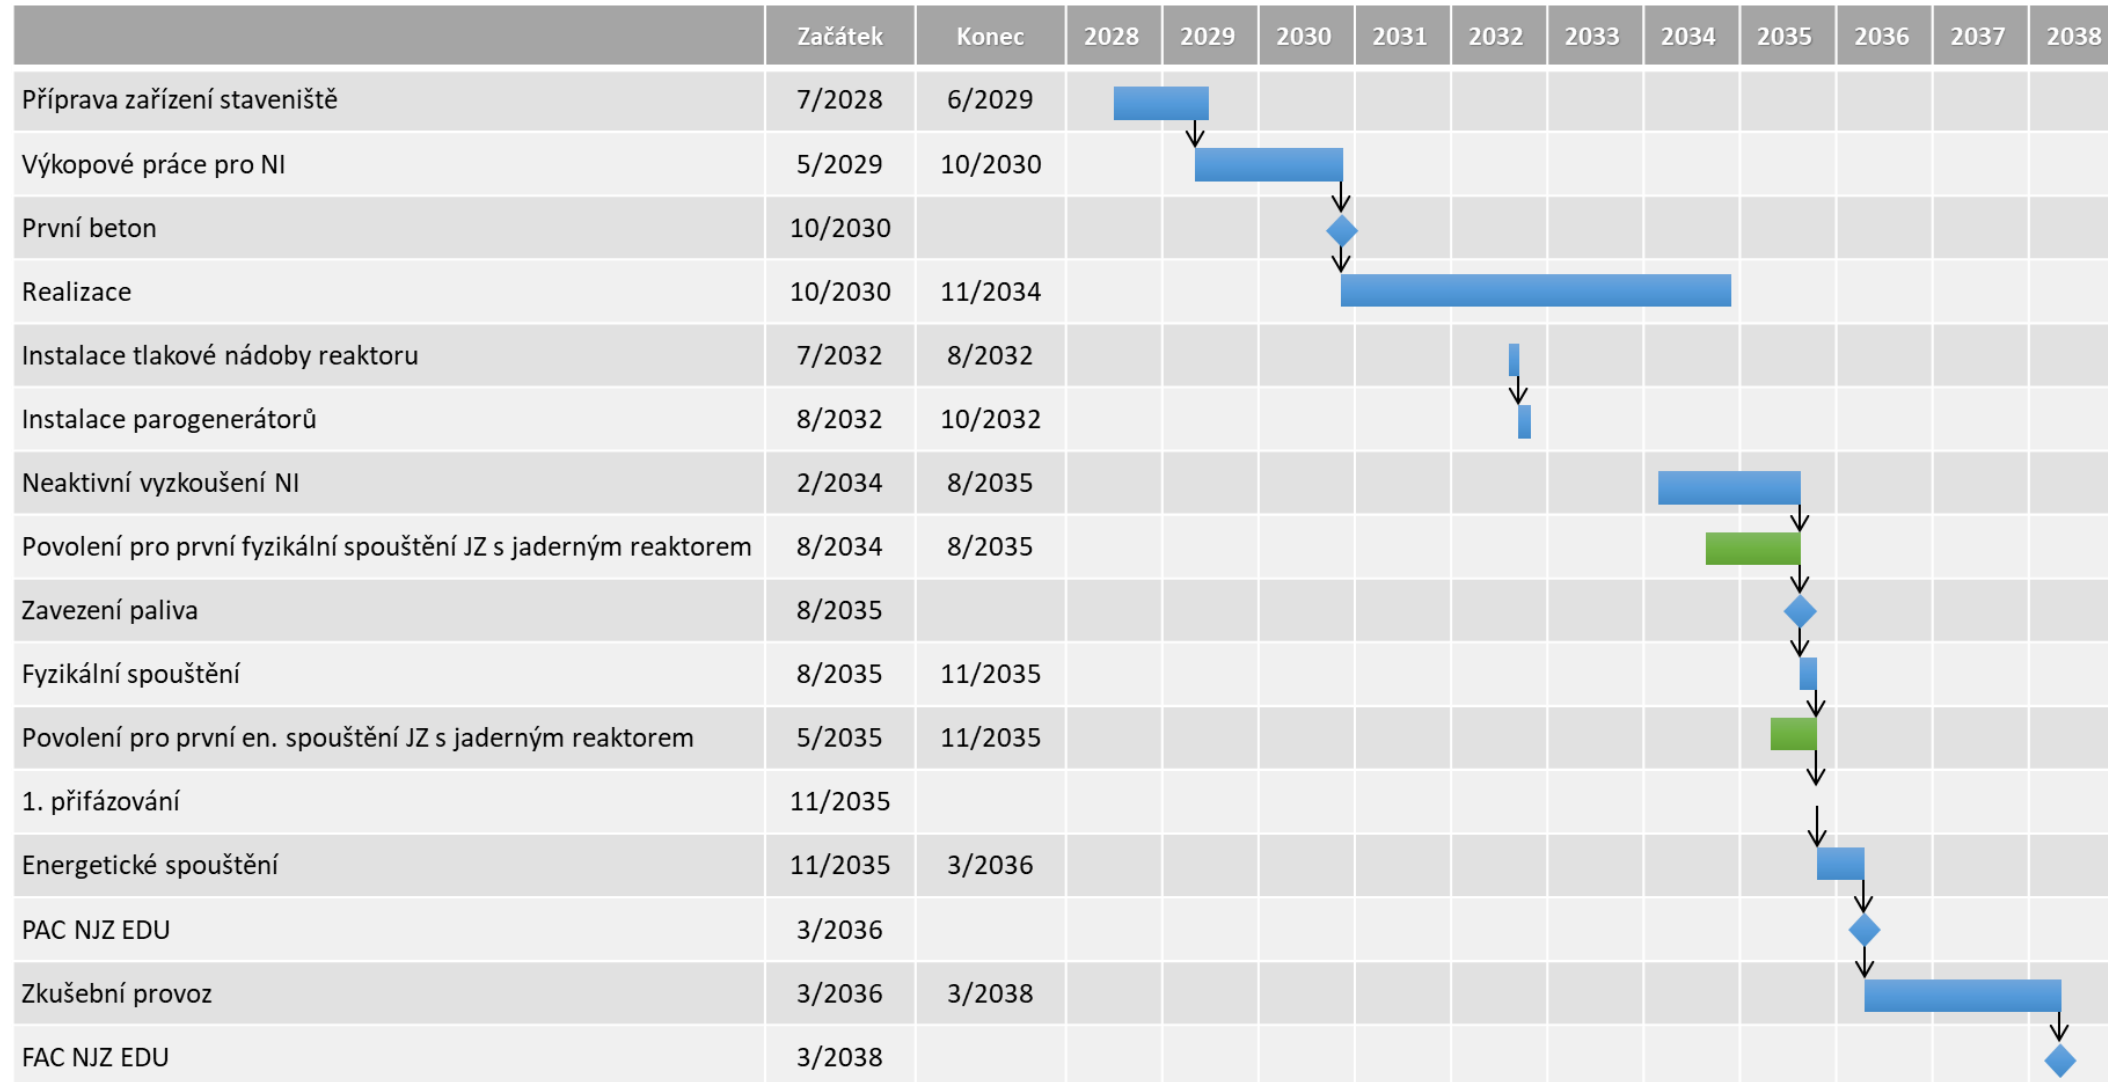 Začátek Konec 2028 2029 2030 2031 2032 2033 2034 2035 2036 2037 2038
Příprava zařízení staveniště 7/2028 6/2029
Výkopové práce pro NI 5/2029 10/2030
První beton 10/2030
Realizace 10/2030 11/2034
Instalace tlakové nádoby reaktoru 7/2032 8/2032
Instalace parogenerátorů 8/2032 10/2032
Neaktivní vyzkoušení NI 2/2034 8/2035
Povolení pro první fyzikální spouštění JZ s jaderným reaktorem 8/2034 8/2035
Zavezení paliva 8/2035
Fyzikální spouštění 8/2035 11/2035
Povolení pro první en. spouštění JZ s jaderným reaktorem 5/2035 11/2035
1. přifázování 11/2035
Energetické spouštění 11/2035 3/2036
PAC NJZ EDU 3/2036
Zkušební provoz 3/2036 3/2038
FAC NJZ EDU 3/2038